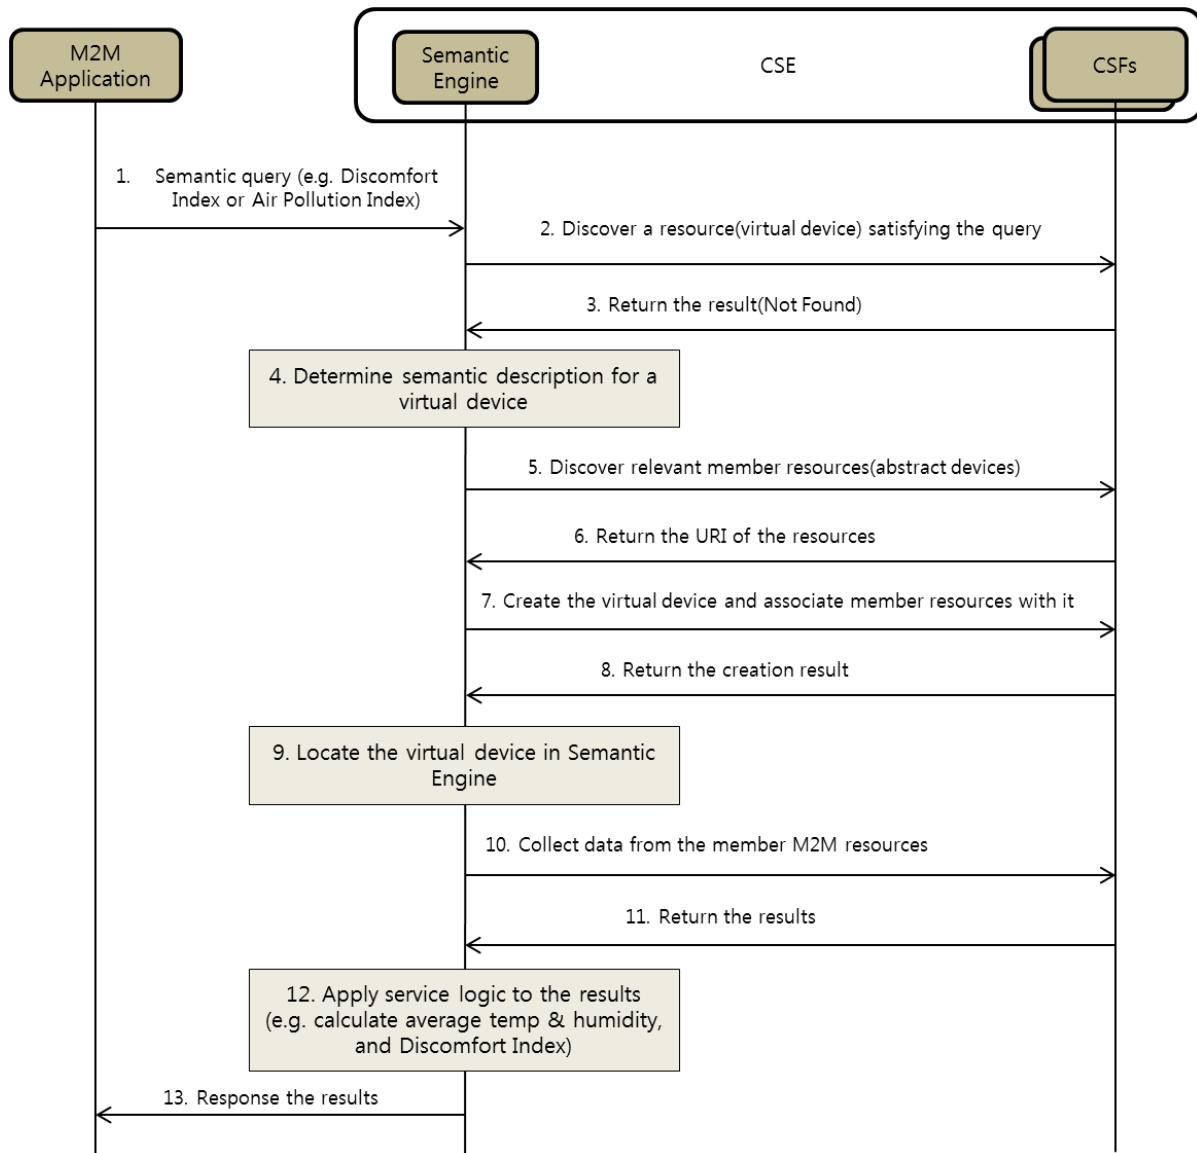 M2M
Application
Semantic
Engine
CSE
CSFs
1. Semantic query (e.g. Discomfort
Index or Air Pollution Index)
2. Discover a resource(virtual device) satisfying the query
3. Return the result(Not Found)
4. Determine semantic description for a
virtual device
5. Discover relevant member resources(abstract devices)
6. Return the URI of the resources
7. Create the virtual device and associate member resources with it
8. Return the creation result
9. Locate the virtual device in Semantic
Engine
10. Collect data from the member M2M resources
11. Return the results
12. Apply service logic to the results
(e.g. calculate average temp & humidity,
and Discomfort Index)
13. Response the results